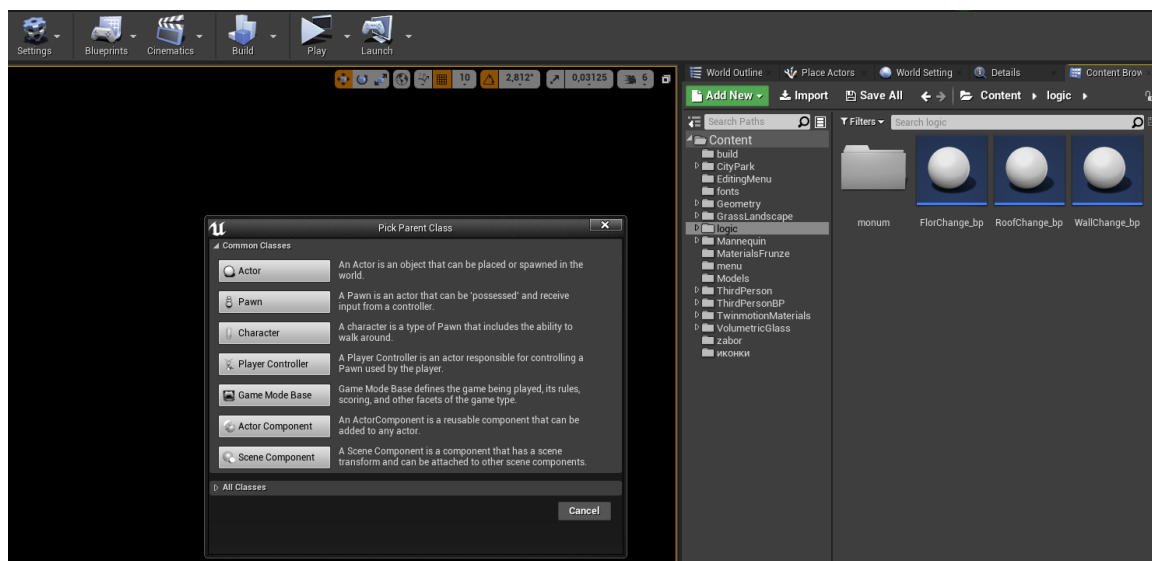 Settings
Blueprints
Cinematics
Build
Play
Launch
10
2,812°
0,03125
6
World Outline
Place Actors
World Setting
Details
Content Brow
Add New
Import
Save All
Content
logic
Search Paths
Filters
Search logic
Content
build
CityPark
EditingMenu
fonts
Geometry
GrassLandscape
logic
Mannequin
MaterialsFrunze
menu
Models
ThirdPerson
ThirdPersonBP
TwinmotionMaterials
VolumetricGlass
zabor
иконки
monum
FlorChange_bp
RoofChange_bp
WallChange_bp
Pick Parent Class
Common Classes
Actor
An Actor is an object that can be placed or spawned in the
world.
Pawn
A Pawn is an actor that can be 'possessed' and receive
input from a controller.
Character
A character is a type of Pawn that includes the ability to
walk around.
Player Controller
A Player Controller is an actor responsible for controlling a
Pawn used by the player.
Game Mode Base
Game Mode Base defines the game being played, its rules,
scoring, and other facets of the game type.
Actor Component
An ActorComponent is a reusable component that can be
added to any actor.
Scene Component
A Scene Component is a component that has a scene
transform and can be attached to other scene components.
All Classes
Cancel